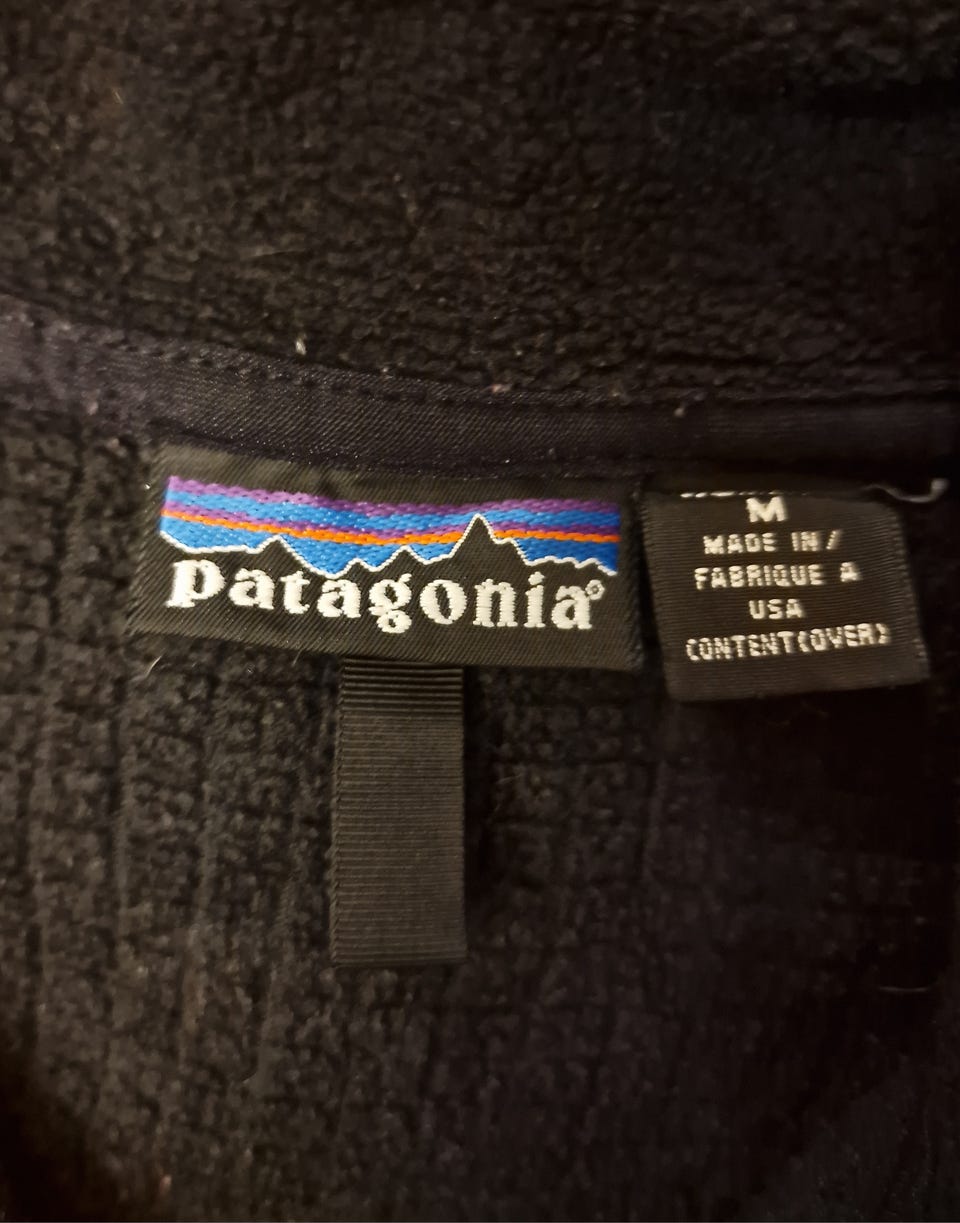 patagonia®
M
MADE IN/
FABRIQUE A
USA
CONTENT(OVER)